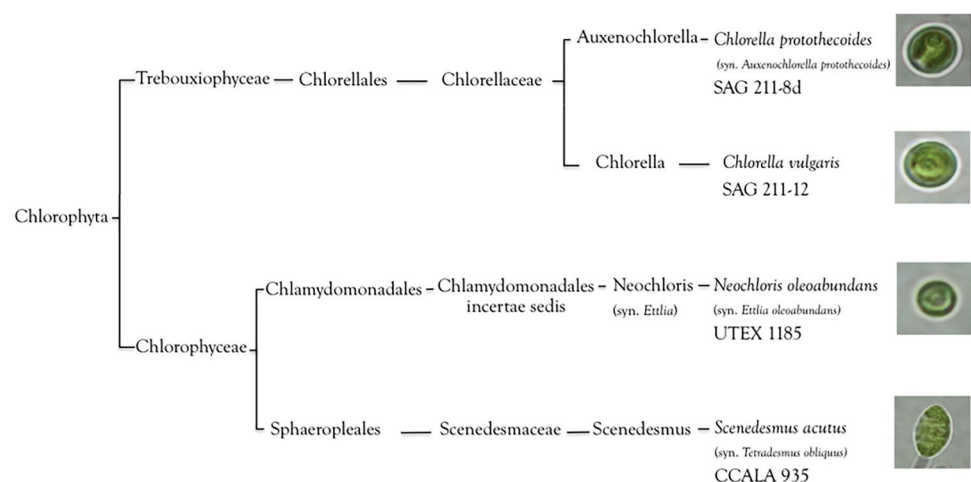 Auxenochlorella
Chlorella protothecoides
(syn. Auxenochlorella protothecoides)
SAG 211-8d
Trebouxiophyceae
Chlorellales
Chlorellaceae
Chlorella
Chlorella vulgaris
SAG 211-12
Chlorophyta
Chlamydomonadales
Chlamydomonadales
incertae sedis
Neochloris
(syn. Ettlia)
Neochloris oleoabundans
(syn. Ettlia oleoabundans)
UTEX 1185
Chlorophyceae
Sphaeropleales
Scenedesmaceae
Scenedesmus
Scenedesmus acutus
(syn. Tetradesmus obliquus)
CCALA 935